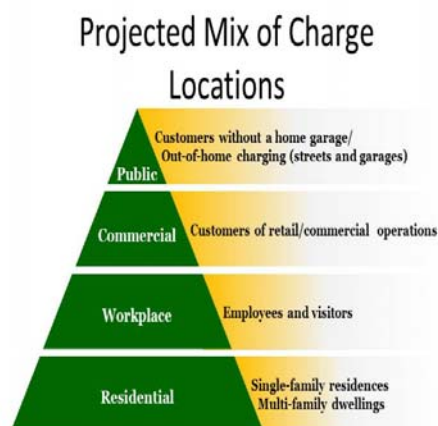 Projected Mix of Charge
Locations
Customers without a home garage/
Out-of-home charging (streets and garages)
Public
Commercial
Customers of retail/commercial operations
Workplace
Employees and visitors
Residential
Single-family residences
Multi-family dwellings